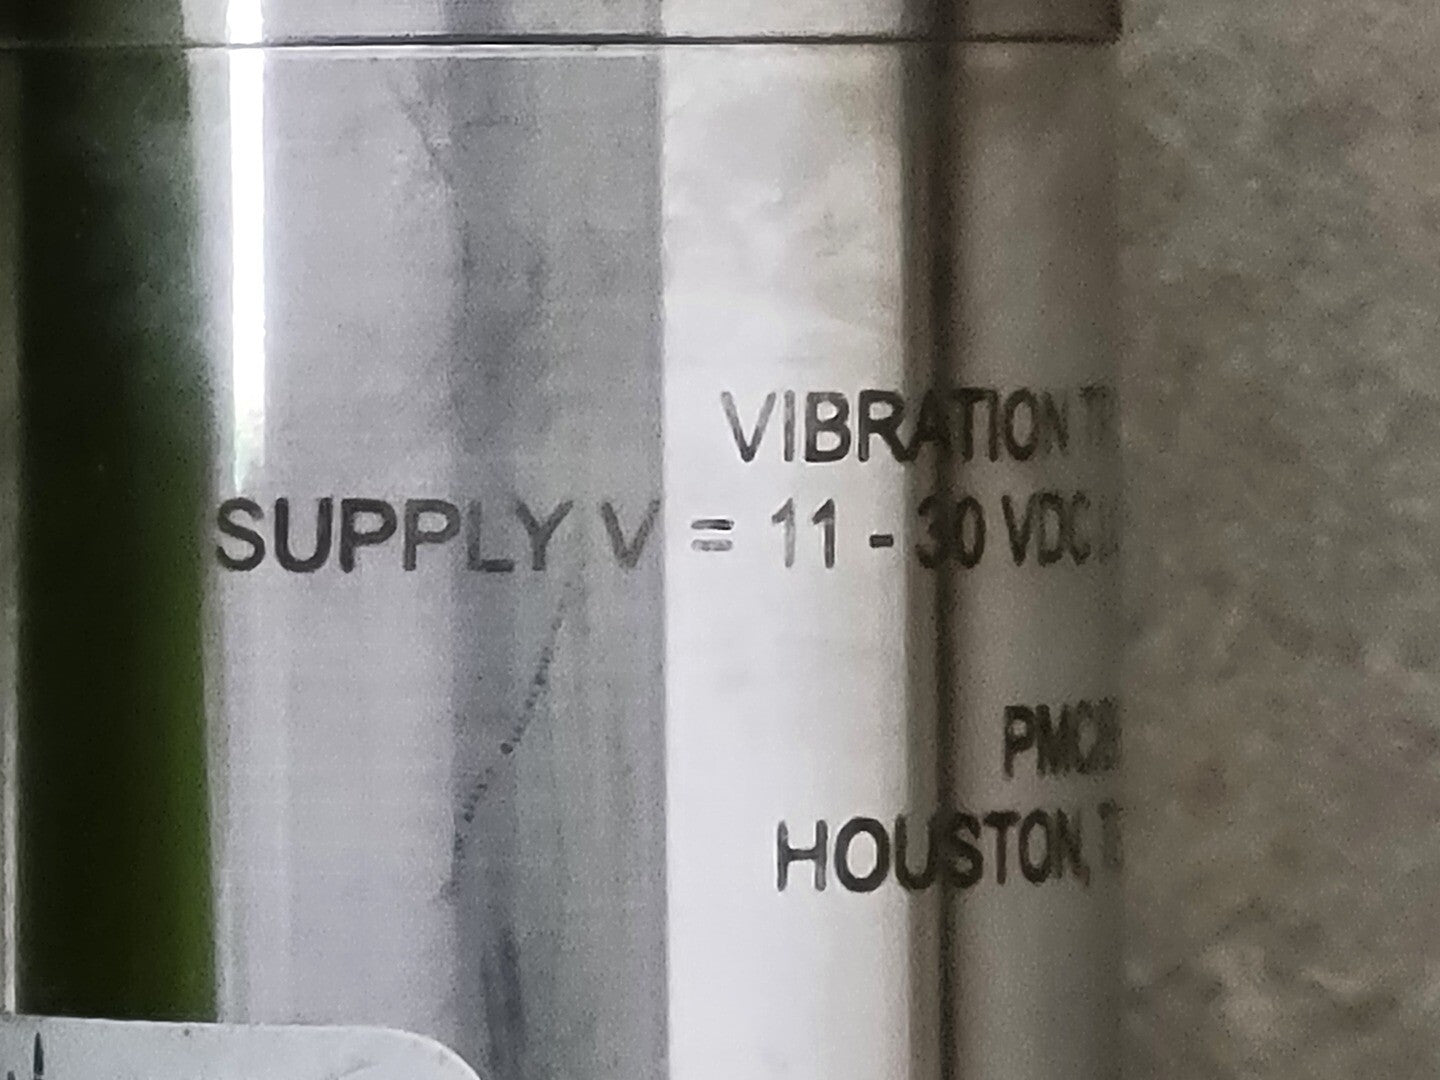 VIBRATION
SUPPLY V = 11 - 30 VDC
HOUSTON,